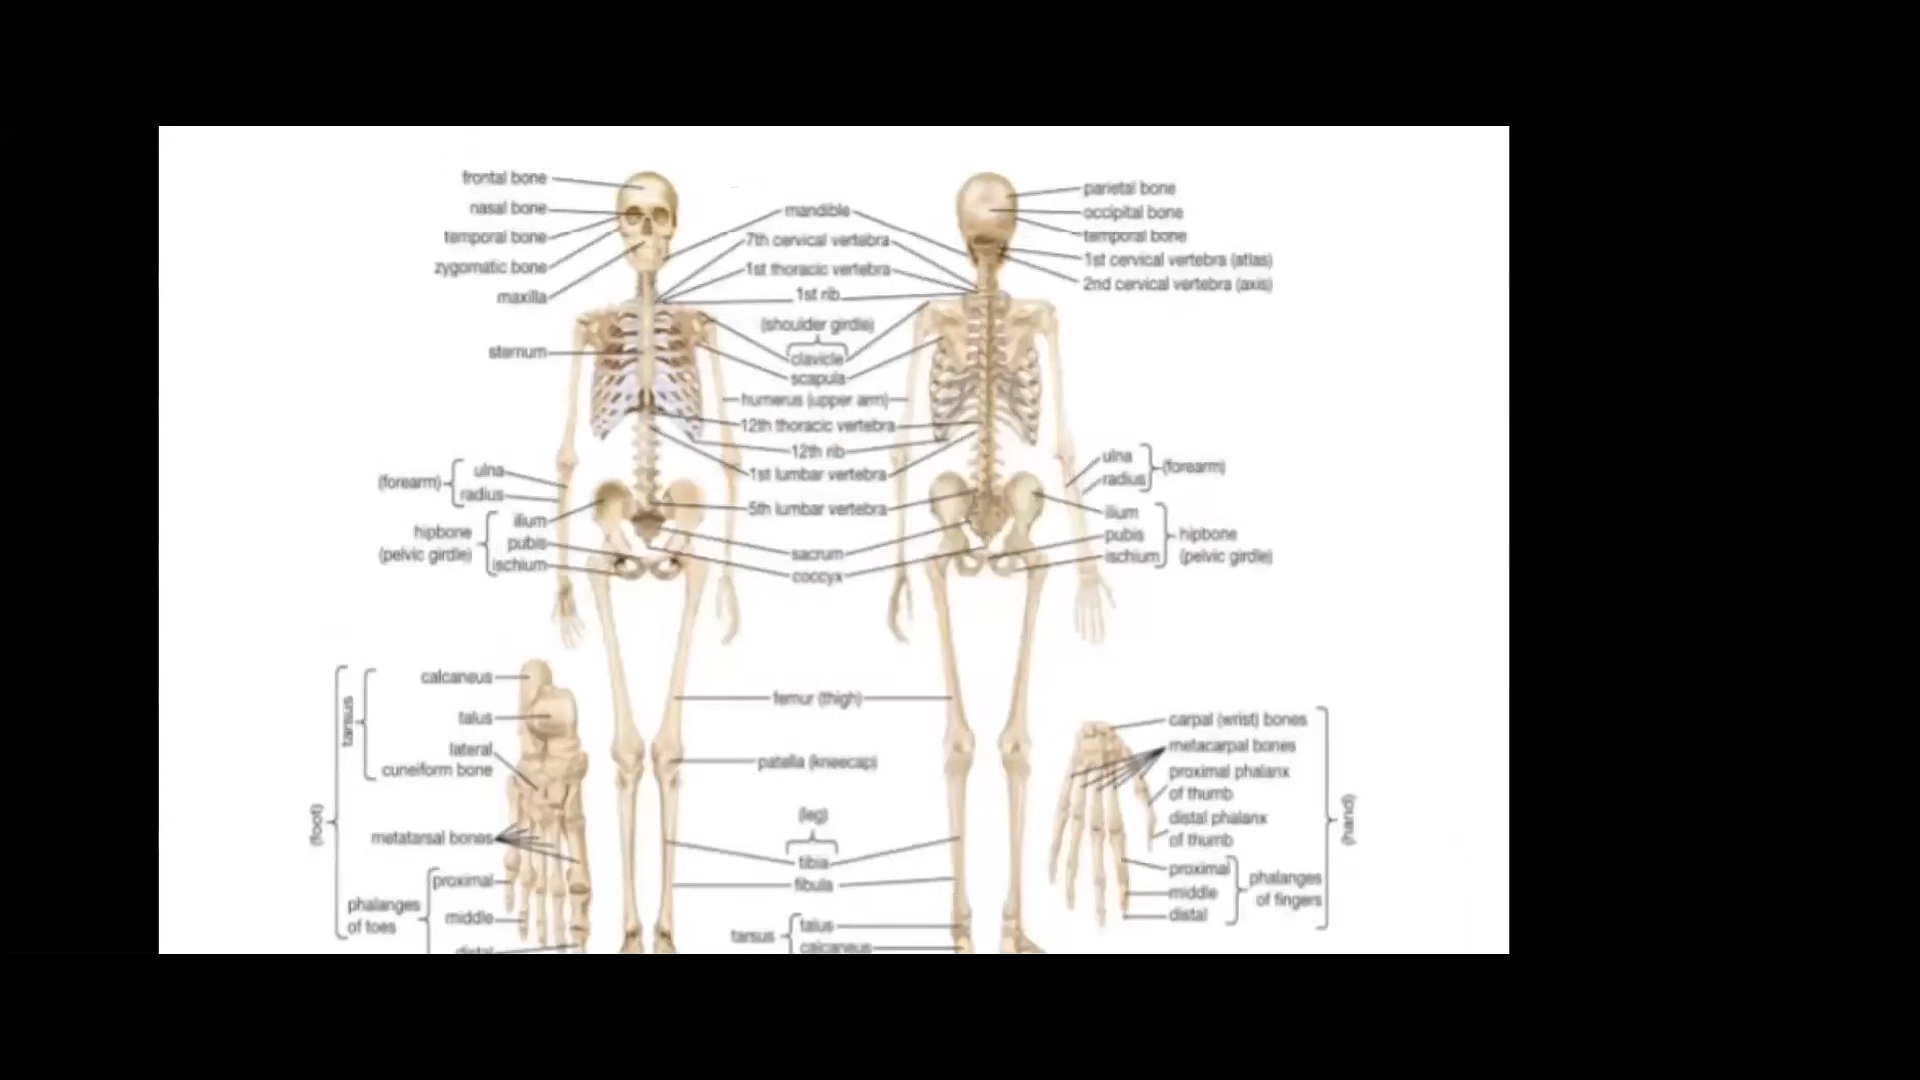 frontal bone
nasal bone
temporal bone
zygomatic bone
maxilla
sternum
(forearm)
ulna
radius
hipbone
(pelvic girdle)
ilium
pubis
ischium
mandible
7th cervical vertebra
1st thoracic vertebra
1st rib
(shoulder girdle)
clavicle
scapula
humerus (upper arm)
12th thoracic vertebra
12th rib
1st lumbar vertebra
5th lumbar vertebra
sacrum
coccyx
parietal bone
occipital bone
temporal bone
1st cervical vertebra (atlas)
2nd cervical vertebra (axis)
ulna
radius
(forearm)
ilium
pubis
ischium
hipbone
(pelvic girdle)
(foot)
tarsus
calcaneus
talus
lateral
cuneiform bone
metatarsal bones
phalanges
of toes
proximal
middle
distal
femur (thigh)
patella (kneecap)
(leg)
tibia
fibula
tarsus
talus
calcaneus
carpal (wrist) bones
metacarpal bones
proximal phalanx
of thumb
distal phalanx
of thumb
proximal
middle
distal
phalanges
of fingers
(hand)